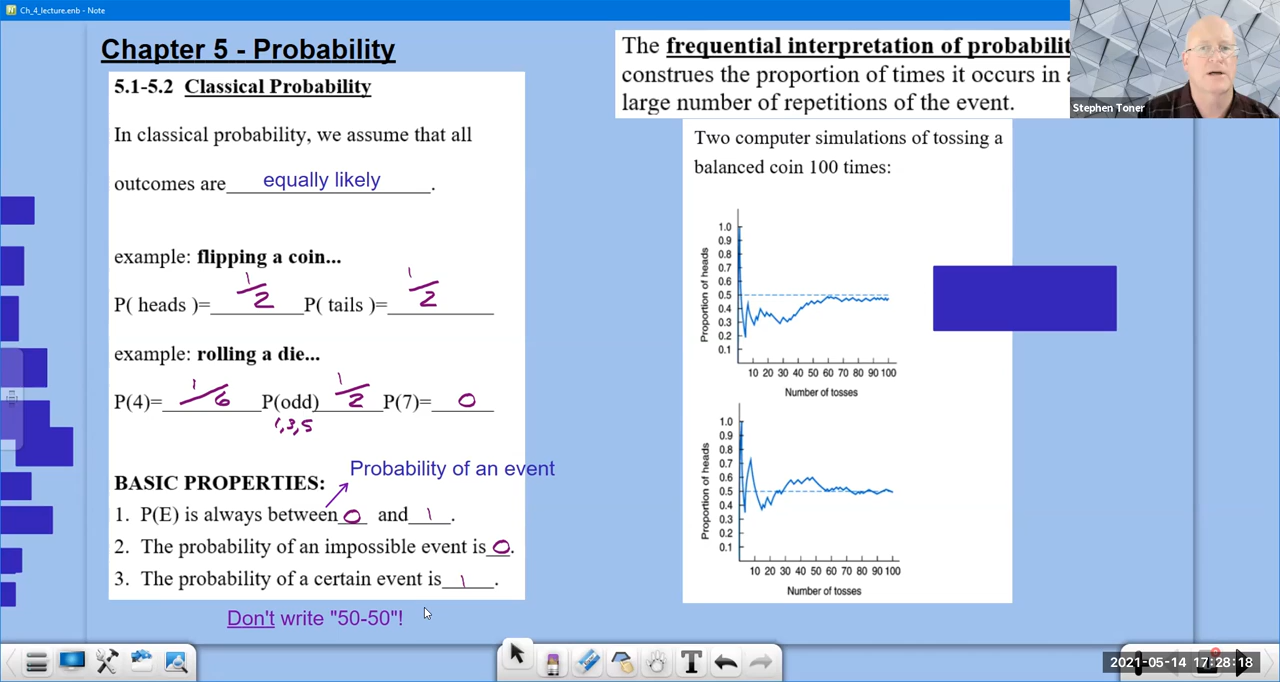 Ch_4_lecture.enb - Note
Chapter 5 - Probability
5.1-5.2 Classical Probability
In classical probability, we assume that all
outcomes are equally likely.
example: flipping a coin...
P( heads )= 1/2 P( tails )= 1/2
example: rolling a die...
P(4)= 1/6 P(odd) 1/2 P(7)= 0
1,3,5
Probability of an event
BASIC PROPERTIES:
1. P(E) is always between 0 and 1.
2. The probability of an impossible event is 0.
3. The probability of a certain event is 1.
Don't write "50-50"!
The frequential interpretation of probabilit
construes the proportion of times it occurs in a
large number of repetitions of the event.
Stephen Toner
Two computer simulations of tossing a
balanced coin 100 times:
Proportion of heads
1.0
0.9
0.8
0.7
0.6
0.5
0.4
0.3
0.2
0.1
10 20 30 40 50 60 70 80 90 100
Number of tosses
Proportion of heads
1.0
0.9
0.8
0.7
0.6
0.5
0.4
0.3
0.2
0.1
10 20 30 40 50 60 70 80 90 100
Number of tosses
T
2021-05-14 17:28:18